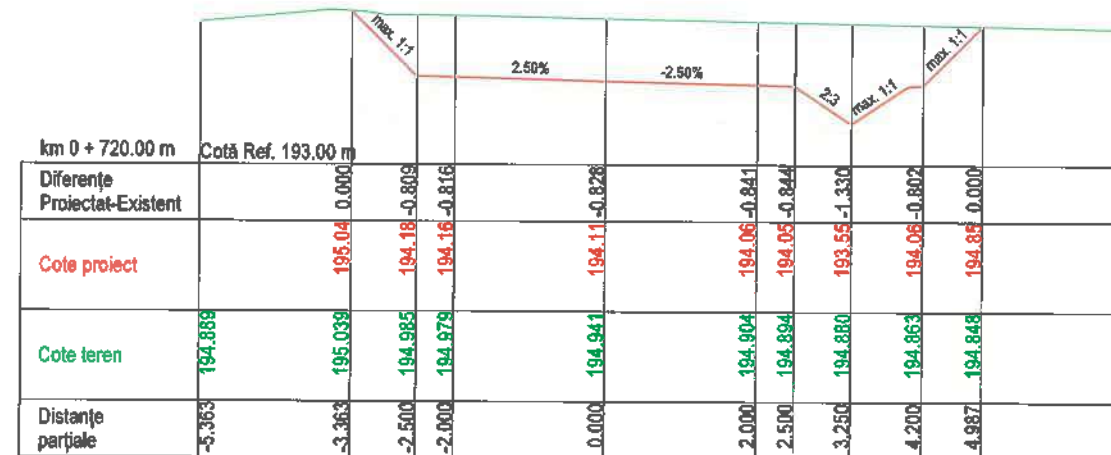 max. 1:1
2.50%
-2.50%
2:3
max. 1:1
max. 1:1
km 0 + 720.00 m Cotă Ref. 193.00 m
Diferențe
Proiectat-Existent
0.000 -0.809 -0.816 -0.828 -0.841 -0.844 -1.330 -0.802 0.000
Cote proiect
195.04 194.18 194.16 194.11 194.06 194.05 193.55 194.06 194.85
Cote teren
194.889 195.039 194.985 194.979 194.941 194.904 194.894 194.880 194.863 194.848
Distanțe
parțiale
-5.363 -3.363 -2.500 -2.000 0.000 2.000 2.500 3.250 4.200 4.987